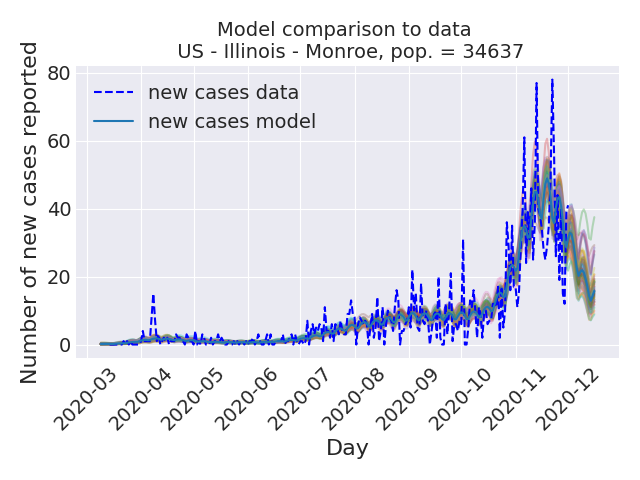 Model comparison to data
US - Illinois - Monroe, pop. = 34637
Number of new cases reported
80
60
40
20
0
new cases data
new cases model
2020-03
2020-04
2020-05
2020-06
2020-07
2020-08
2020-09
2020-10
2020-11
2020-12
Day